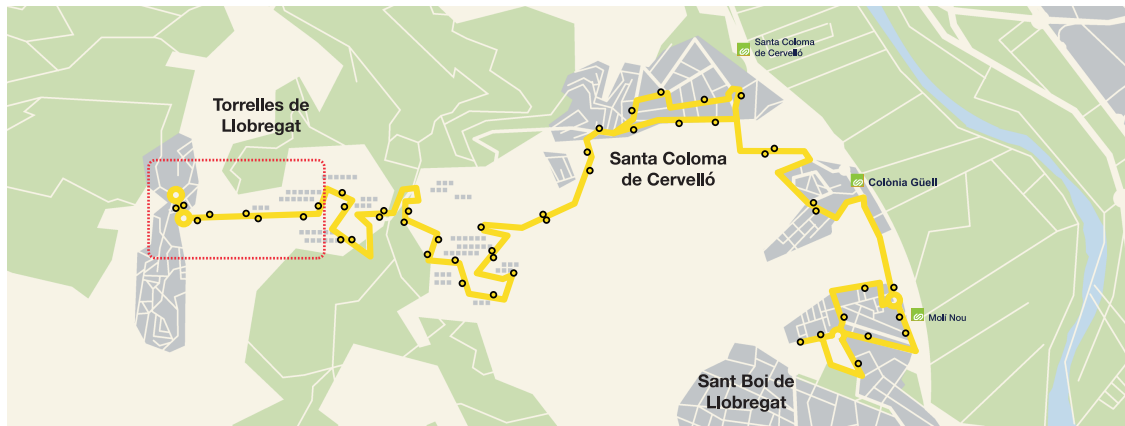 Santa Coloma
de Cervelló
Torrelles de
Llobregat
Santa Coloma
de Cervelló
Colònia Güell
Molí Nou
Sant Boi de
Llobregat